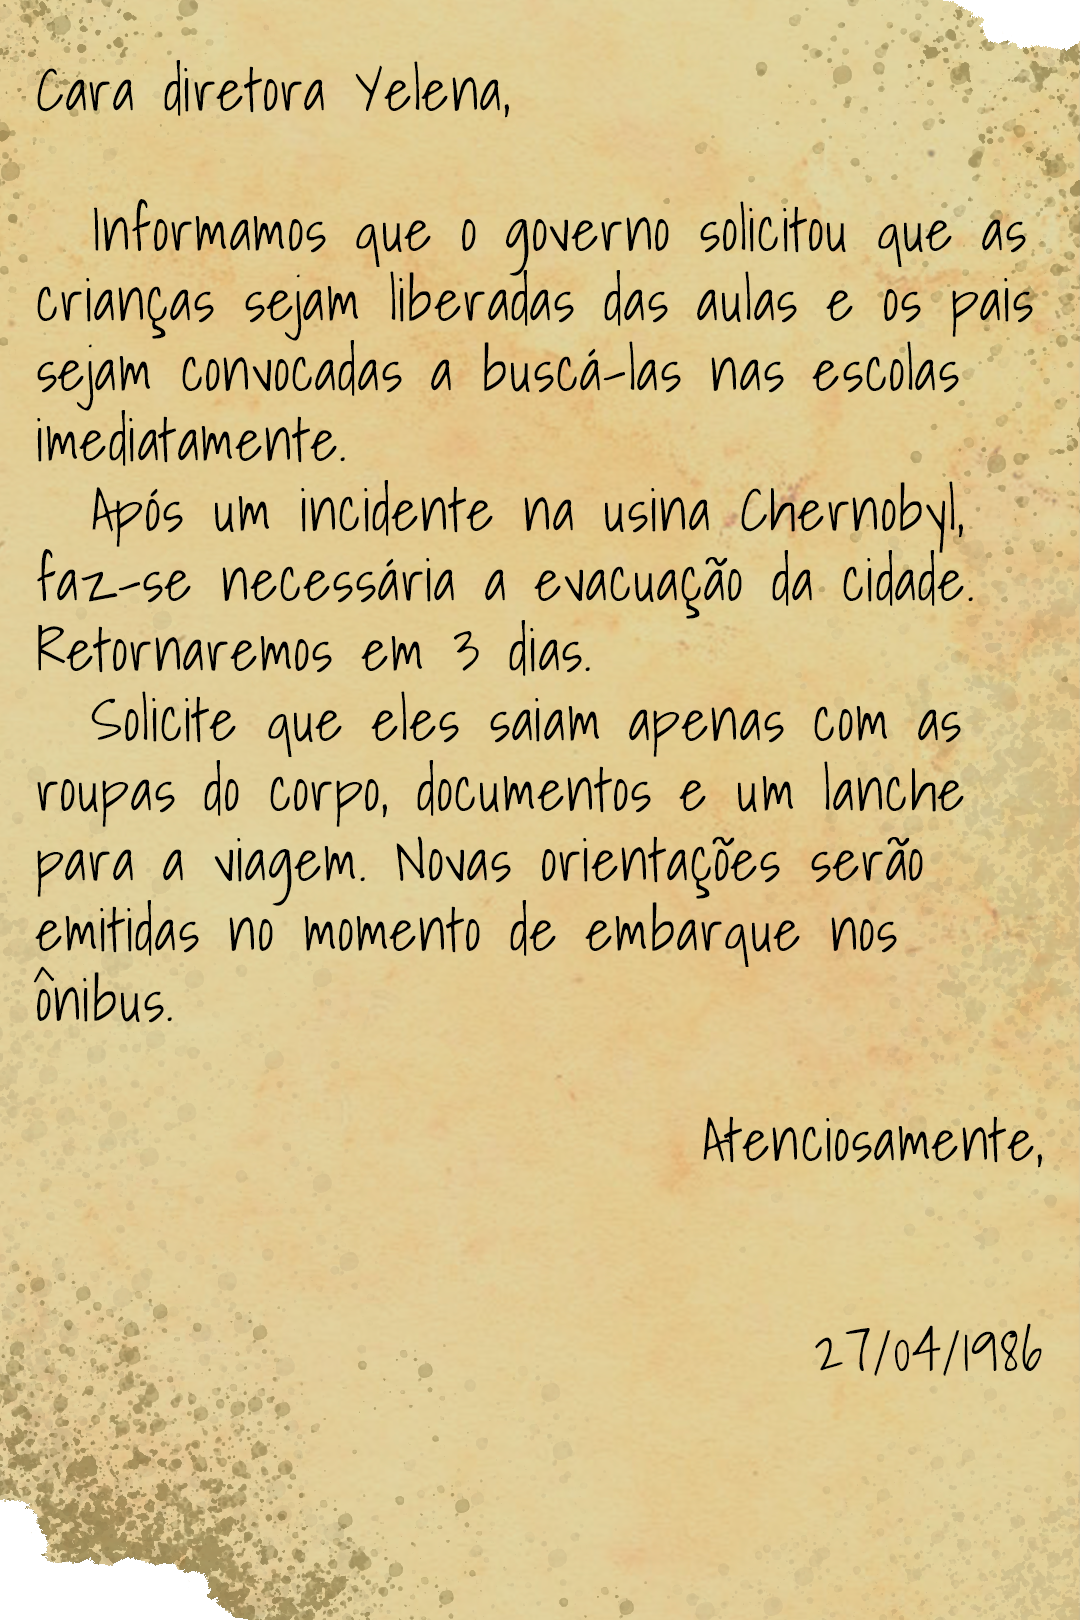 Cara diretora Yelena,
Informamos que o governo solicitou que as
crianças sejam liberadas das aulas e os pais
sejam convocadas a buscá-las nas escolas
imediatamente.
Após um incidente na usina Chernobyl,
faz-se necessária a evacuação da cidade.
Retornaremos em 3 dias.
Solicite que eles saiam apenas com as
roupas do corpo, documentos e um lanche
para a viagem. Novas orientações serão
emitidas no momento de embarque nos
ônibus.
Atenciosamente,
27/04/1986